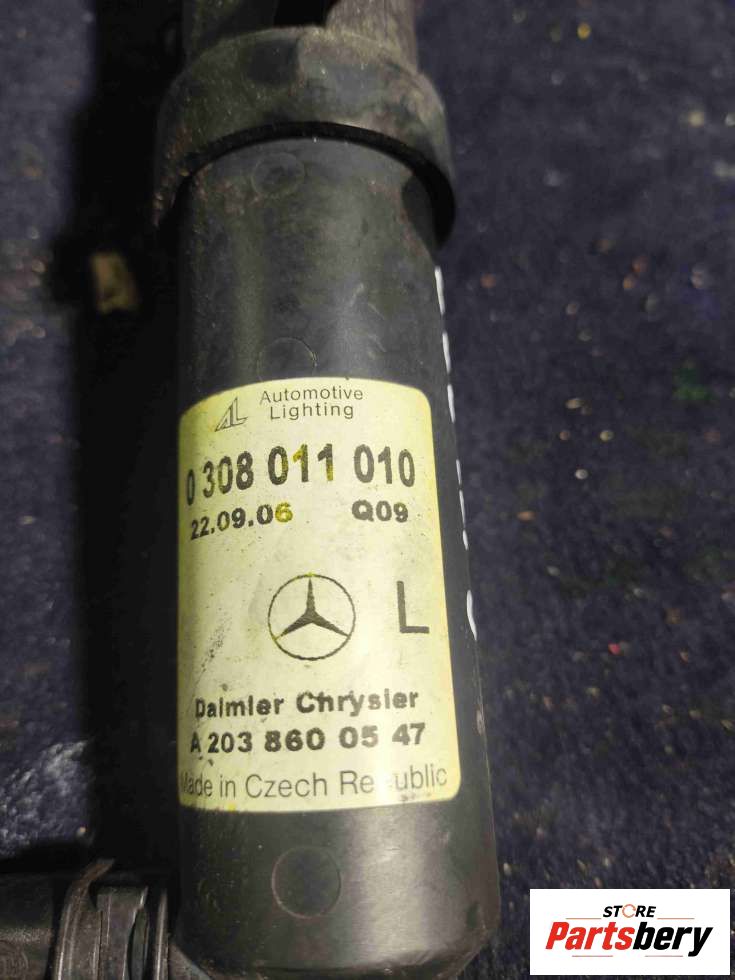 Automotive
Lighting
0 308 011 010
22.09.06 Q09
L
Daimler Chrysler
A 203 860 05 47
Made in Czech Republic
STORE
Partsbery